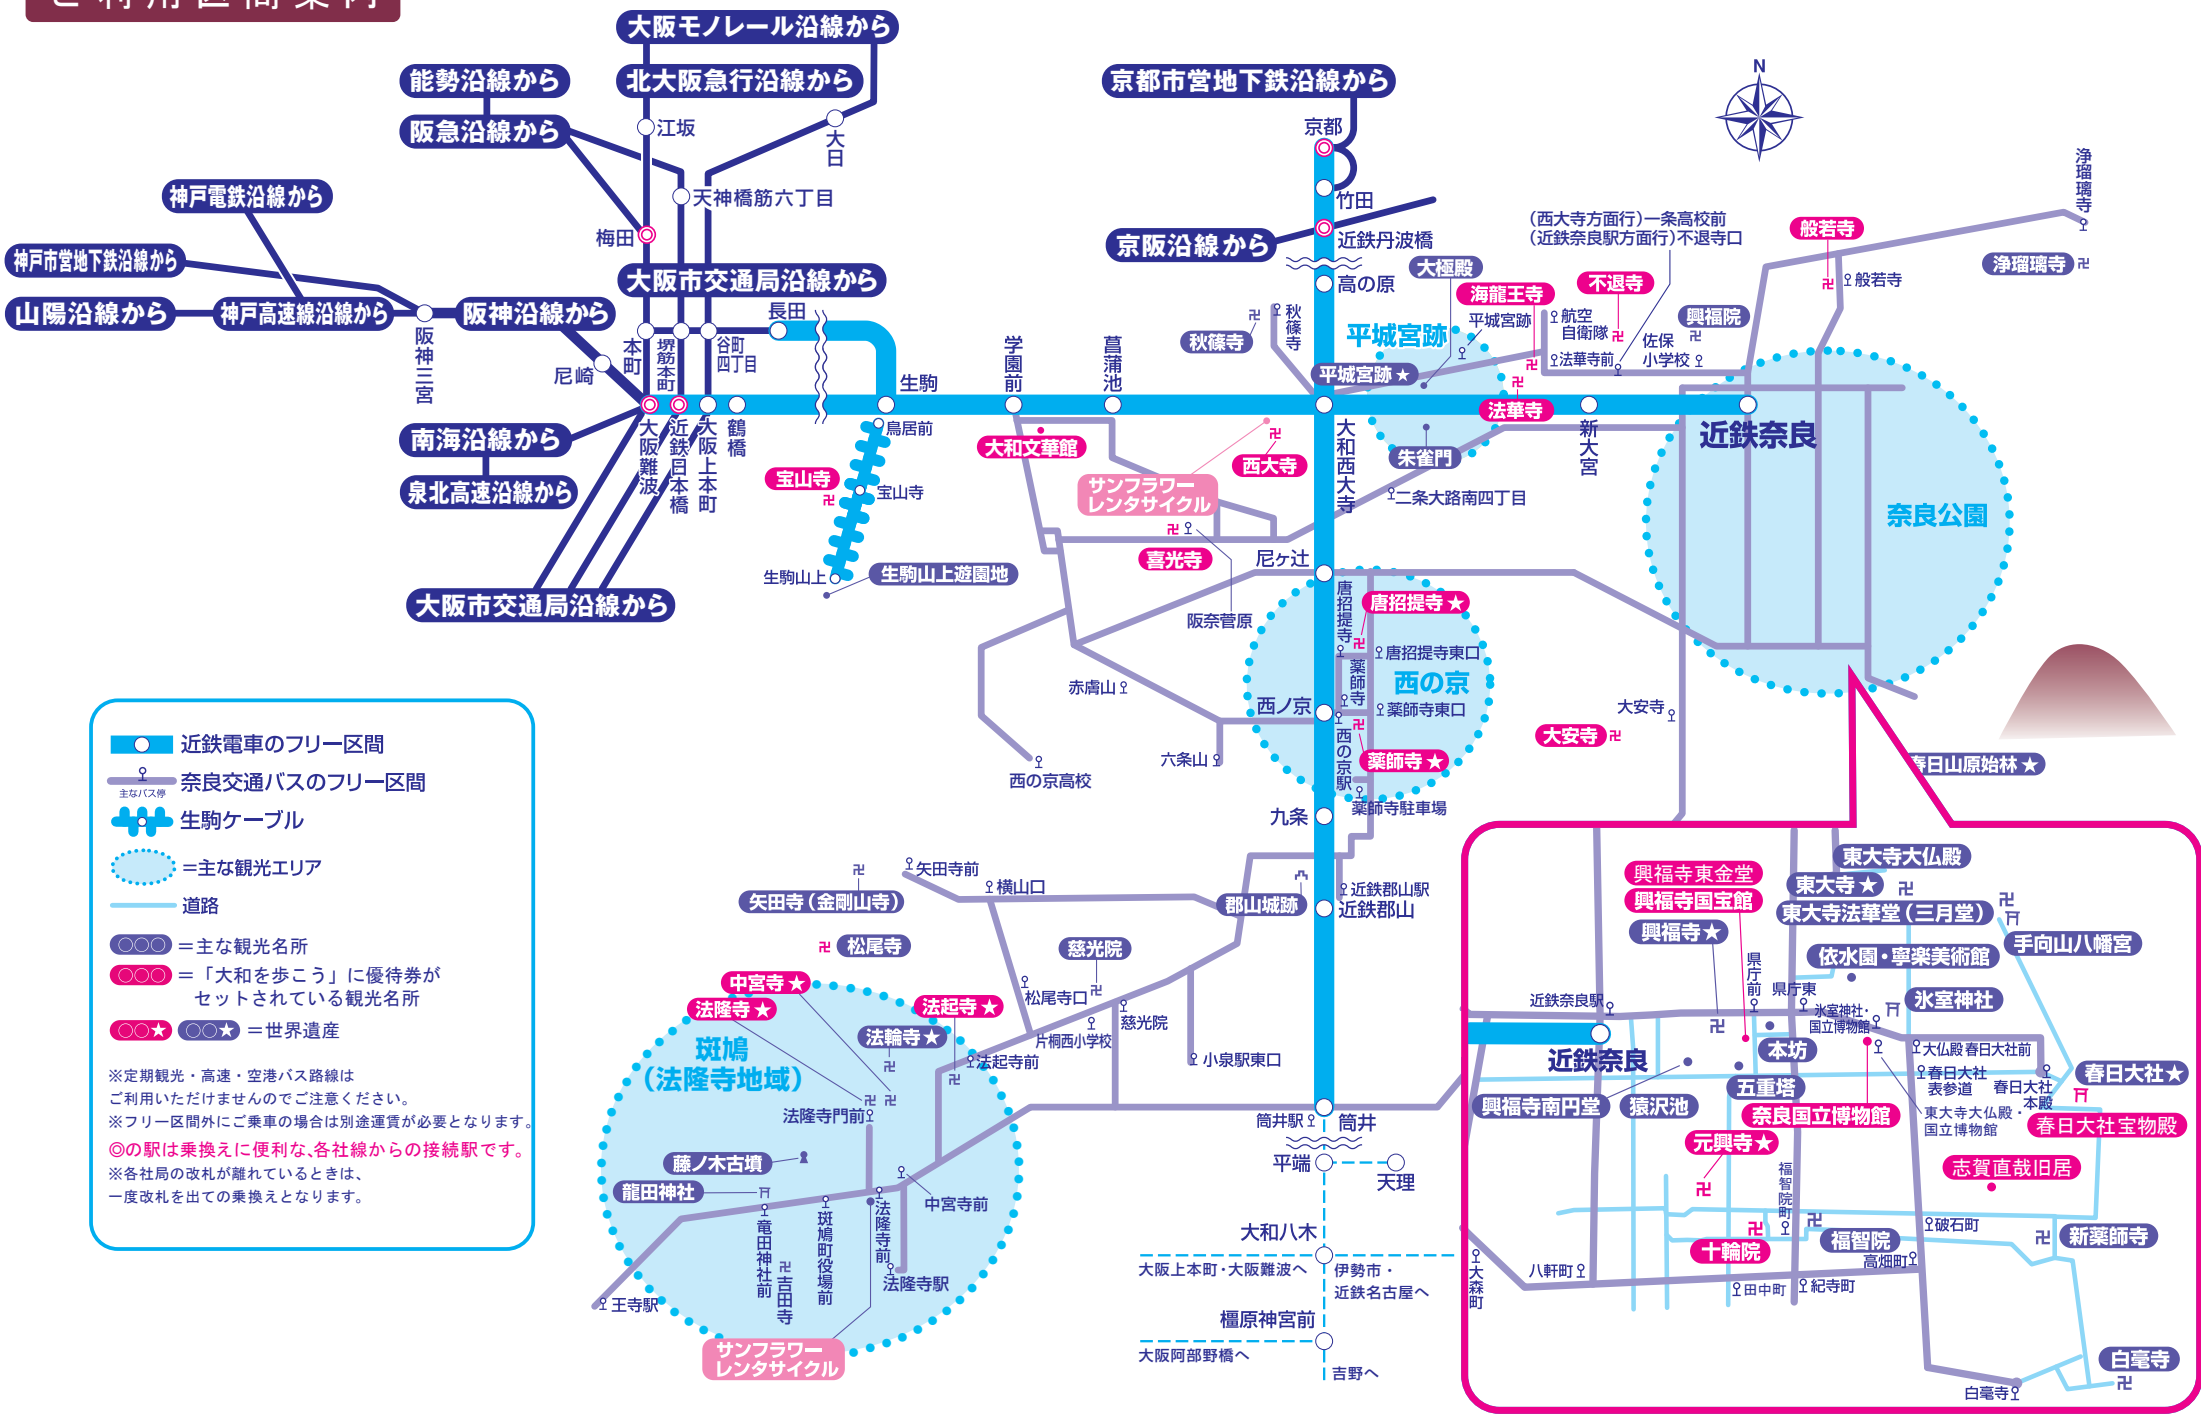 ご利用区間案内
大阪モノレール沿線から
能勢沿線から
北大阪急行沿線から
京都市営地下鉄沿線から
N
阪急沿線から
江坂
大日
京都
浄瑠璃寺
神戸電鉄沿線から
天神橋筋六丁目
竹田
(西大寺方面行)一条高校前
(近鉄奈良駅方面行)不退寺口
般若寺
梅田
京阪沿線から
近鉄丹波橋
神戸市営地下鉄沿線から
大阪市交通局沿線から
高の原
大極殿
不退寺
般若寺
浄瑠璃寺
山陽沿線から
神戸高速線沿線から
阪神沿線から
長田
海龍王寺
興福院
秋篠寺
秋篠寺
平城宮跡
平城宮跡
航空
自衛隊
佐保
小学校
阪神三宮
本町
堺筋本町
谷町
四丁目
学園前
菖蒲池
法華寺前
尼崎
生駒
平城宮跡★
法華寺
大阪難波
近鉄日本橋
大阪上本町
鶴橋
鳥居前
大和西大寺
新大宮
近鉄奈良
南海沿線から
大和文華館
西大寺
朱雀門
宝山寺
宝山寺
サンフラワー
レンタサイクル
二条大路南四丁目
奈良公園
泉北高速沿線から
喜光寺
尼ヶ辻
生駒山上
生駒山上遊園地
大阪市交通局沿線から
阪奈菅原
唐招提寺
唐招提寺★
唐招提寺東口
赤膚山
薬師寺
西の京
西ノ京
薬師寺東口
大安寺
大安寺
六条山
西の京駅
薬師寺★
西の京高校
薬師寺駐車場
九条
春日山原始林★
近鉄電車のフリー区間
奈良交通バスのフリー区間
主なバス停
生駒ケーブル
=主な観光エリア
道路
○○○=主な観光名所
○○○=「大和を歩こう」に優待券が
セットされている観光名所
○○★ ○○★=世界遺産
※定期観光・高速・空港バス路線は
ご利用いただけませんのでご注意ください。
※フリー区間外にご乗車の場合は別途運賃が必要となります。
◎の駅は乗換えに便利な、各社線からの接続駅です。
※各社局の改札が離れているときは、
一度改札を出ての乗換えとなります。
矢田寺前
横山口
矢田寺(金剛山寺)
郡山城跡
近鉄郡山駅
近鉄郡山
松尾寺
慈光院
中宮寺★
法隆寺★
法起寺★
松尾寺口
慈光院
片桐西小学校
法輪寺★
斑鳩
(法隆寺地域)
法起寺前
小泉駅東口
法隆寺門前
筒井駅
筒井
藤ノ木古墳
龍田神社
中宮寺前
平端
天理
竜田神社前
吉田寺
斑鳩町役場前
法隆寺前
法隆寺駅
王寺駅
サンフラワー
レンタサイクル
大和八木
大阪上本町・大阪難波へ
伊勢市・
近鉄名古屋へ
橿原神宮前
大阪阿部野橋へ
吉野へ
東大寺大仏殿
興福寺東金堂
東大寺★
興福寺国宝館
東大寺法華堂(三月堂)
興福寺★
手向山八幡宮
依水園・寧楽美術館
県庁前
県庁東
近鉄奈良駅
氷室神社
氷室神社・
国立博物館
近鉄奈良
本坊
大仏殿春日大社前
五重塔
春日大社
表参道
春日大社
本殿
春日大社★
興福寺南円堂
猿沢池
奈良国立博物館
東大寺大仏殿・
国立博物館
春日大社宝物殿
元興寺★
志賀直哉旧居
福智院町
破石町
十輪院
福智院
新薬師寺
高畑町
大森町
八軒町
田中町
紀寺町
白毫寺
白毫寺